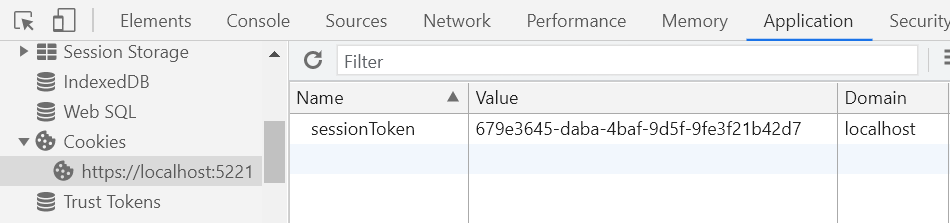 Elements Console Sources Network Performance Memory Application Security
Session Storage
Filter
IndexedDB
Name Value Domain
Web SQL
sessionToken 679e3645-daba-4baf-9d5f-9fe3f21b42d7 localhost
Cookies
https://localhost:5221
Trust Tokens